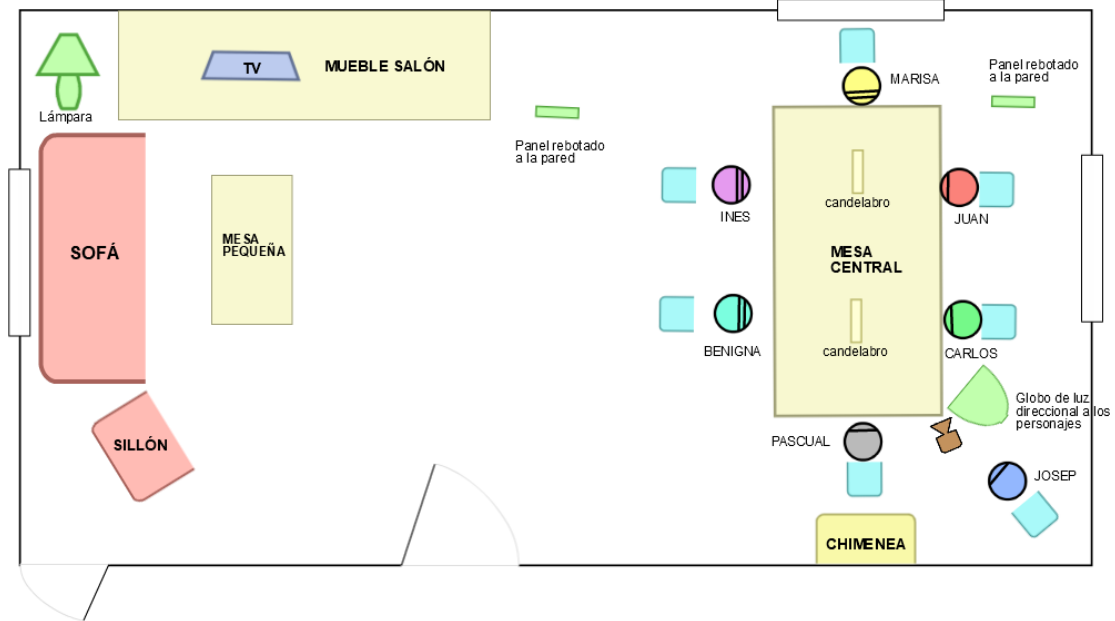 Lámpara
TV
MUEBLE SALÓN
MARISA
Panel rebotado
a la pared
Panel rebotado
a la pared
SOFÁ
MESA
PEQUEÑA
INES
candelabro
JUAN
MESA
CENTRAL
BENIGNA
candelabro
CARLOS
SILLÓN
PASCUAL
Globo de luz
direccional a los
personajes
JOSEP
CHIMENEA